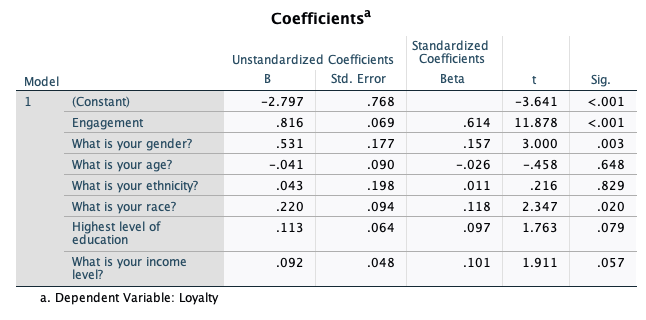 Coefficientsᵃ
Unstandardized Coefficients Standardized Coefficients
Model B Std. Error Beta t Sig.
1 (Constant) -2.797 .768 -3.641 <.001
Engagement .816 .069 .614 11.878 <.001
What is your gender? .531 .177 .157 3.000 .003
What is your age? -.041 .090 -.026 -.458 .648
What is your ethnicity? .043 .198 .011 .216 .829
What is your race? .220 .094 .118 2.347 .020
Highest level of education .113 .064 .097 1.763 .079
What is your income level? .092 .048 .101 1.911 .057
a. Dependent Variable: Loyalty